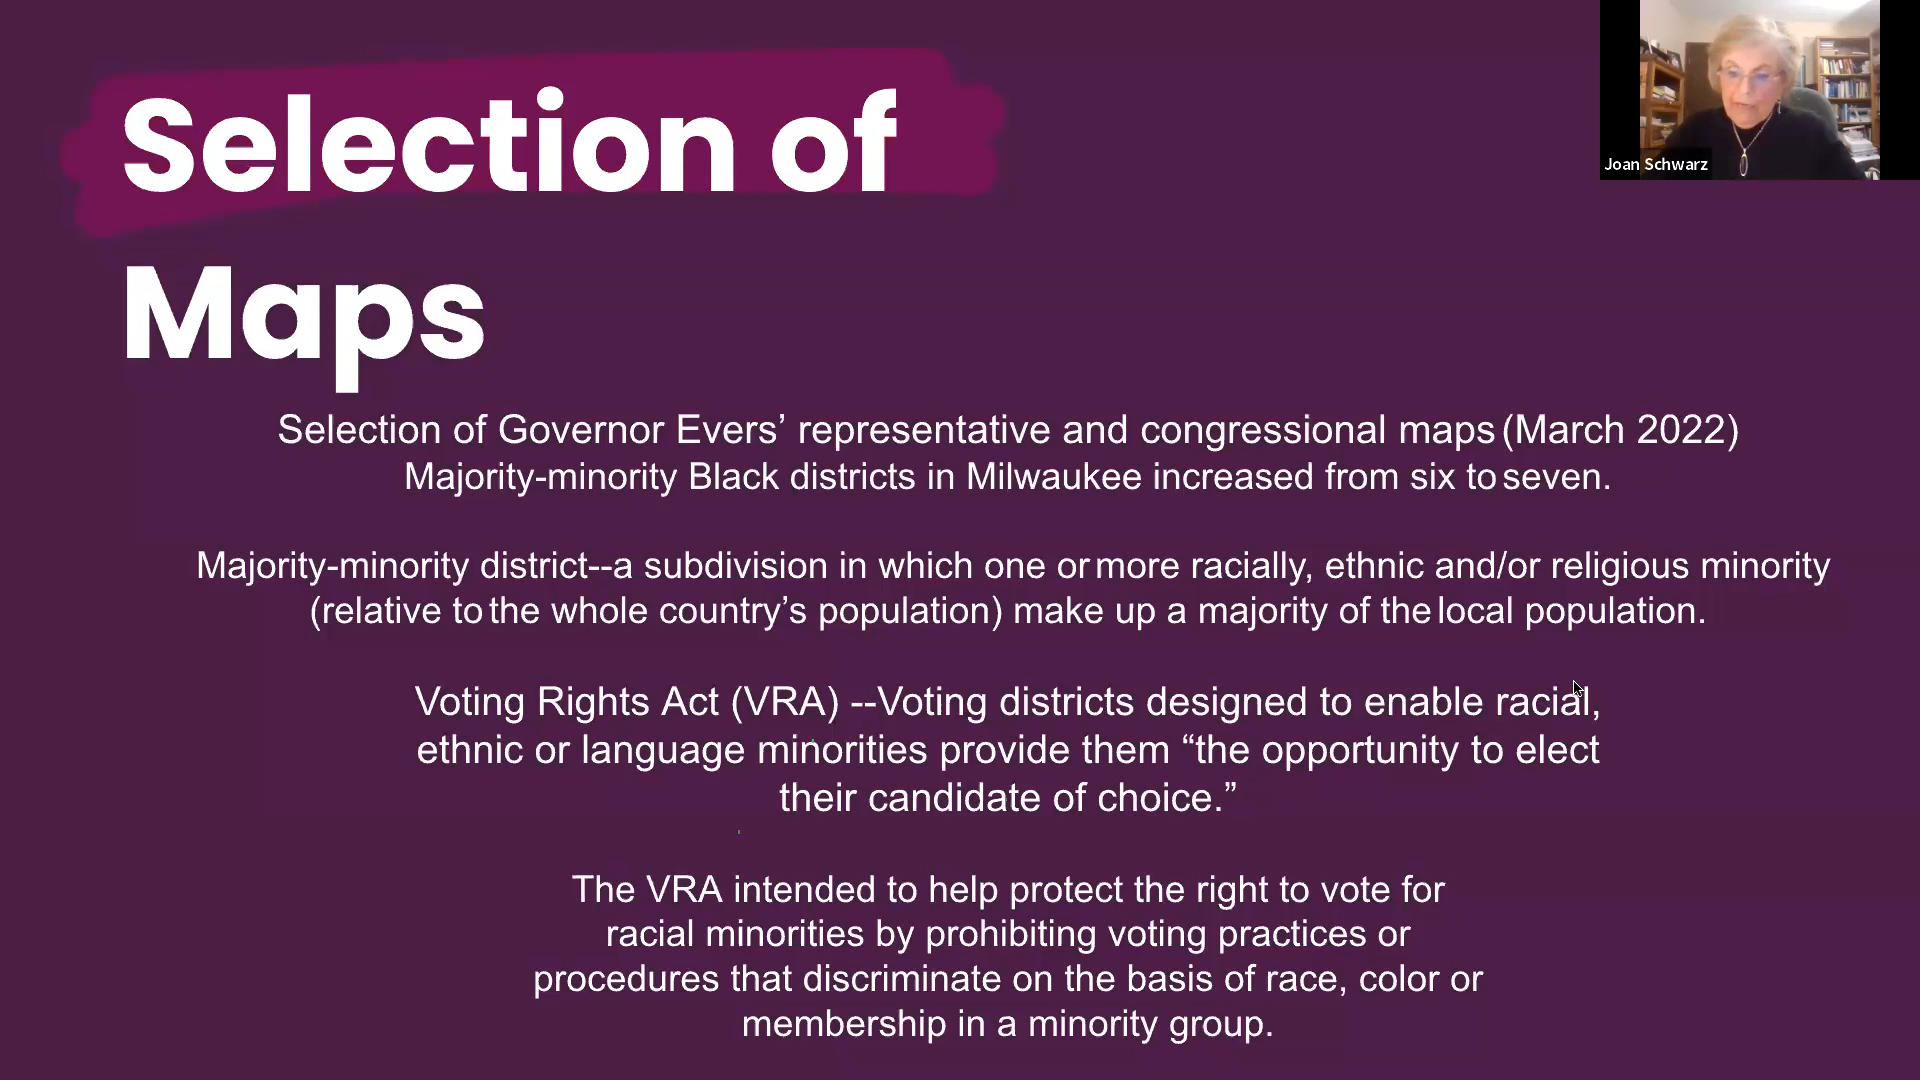 Selection of
Maps
Joan Schwarz
Selection of Governor Evers’ representative and congressional maps (March 2022)
Majority-minority Black districts in Milwaukee increased from six to seven.
Majority-minority district--a subdivision in which one or more racially, ethnic and/or religious minority
(relative to the whole country’s population) make up a majority of the local population.
Voting Rights Act (VRA) --Voting districts designed to enable racial,
ethnic or language minorities provide them “the opportunity to elect
their candidate of choice.”
The VRA intended to help protect the right to vote for
racial minorities by prohibiting voting practices or
procedures that discriminate on the basis of race, color or
membership in a minority group.